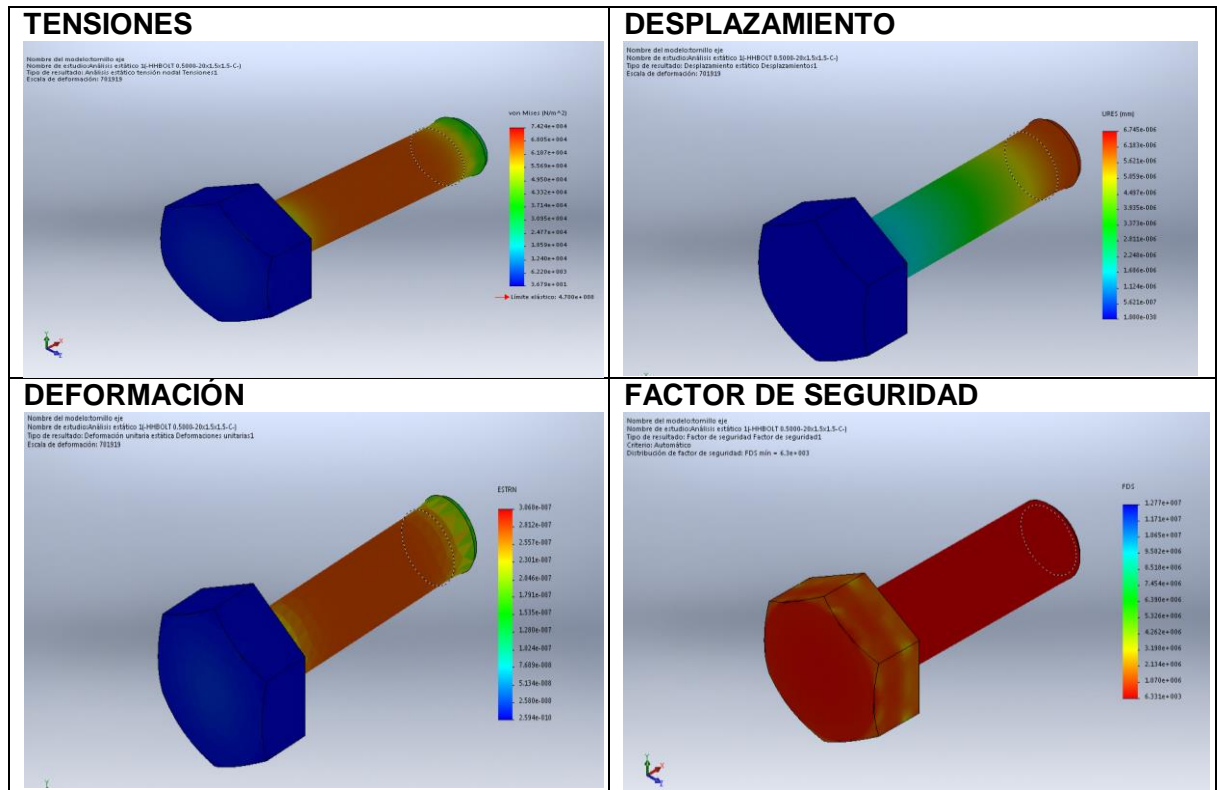 TENSIONES
Nombre del modelo:tornillo eje
Nombre de estudio:Análisis estático 1(-HHBOLT 0.5000-20x1.5x1.5-C-)
Tipo de resultado: Análisis estático tensión nodal Tensiones1
Escala de deformación: 701919
von Mises (N/m^2)
7.424e+004
6.805e+004
6.187e+004
5.569e+004
4.950e+004
4.332e+004
3.714e+004
3.095e+004
2.477e+004
1.859e+004
1.240e+004
6.220e+003
3.679e+001
Límite elástico: 4.700e+008
Y
X
Z
DESPLAZAMIENTO
Nombre del modelo:tornillo eje
Nombre de estudio:Análisis estático 1(-HHBOLT 0.5000-20x1.5x1.5-C-)
Tipo de resultado: Desplazamiento estático Desplazamientos1
Escala de deformación: 701919
URES (mm)
6.745e-006
6.183e-006
5.621e-006
5.059e-006
4.497e-006
3.935e-006
3.373e-006
2.811e-006
2.248e-006
1.686e-006
1.124e-006
5.621e-007
1.000e-030
DEFORMACIÓN
Nombre del modelo:tornillo eje
Nombre de estudio:Análisis estático 1(-HHBOLT 0.5000-20x1.5x1.5-C-)
Tipo de resultado: Deformación unitaria estática Deformaciones unitarias1
Escala de deformación: 701919
ESTRN
3.068e-007
2.812e-007
2.557e-007
2.301e-007
2.046e-007
1.791e-007
1.535e-007
1.280e-007
1.024e-007
7.689e-008
5.134e-008
2.580e-008
2.594e-010
Y
FACTOR DE SEGURIDAD
Nombre del modelo:tornillo eje
Nombre de estudio:Análisis estático 1(-HHBOLT 0.5000-20x1.5x1.5-C-)
Tipo de resultado: Factor de seguridad Factor de seguridad1
Criterio: Automático
Distribución de factor de seguridad: FDS mín = 6.3e+003
FDS
1.277e+007
1.171e+007
1.065e+007
9.582e+006
8.518e+006
7.454e+006
6.390e+006
5.326e+006
4.262e+006
3.198e+006
2.134e+006
1.070e+006
6.331e+003
Y
X
Z